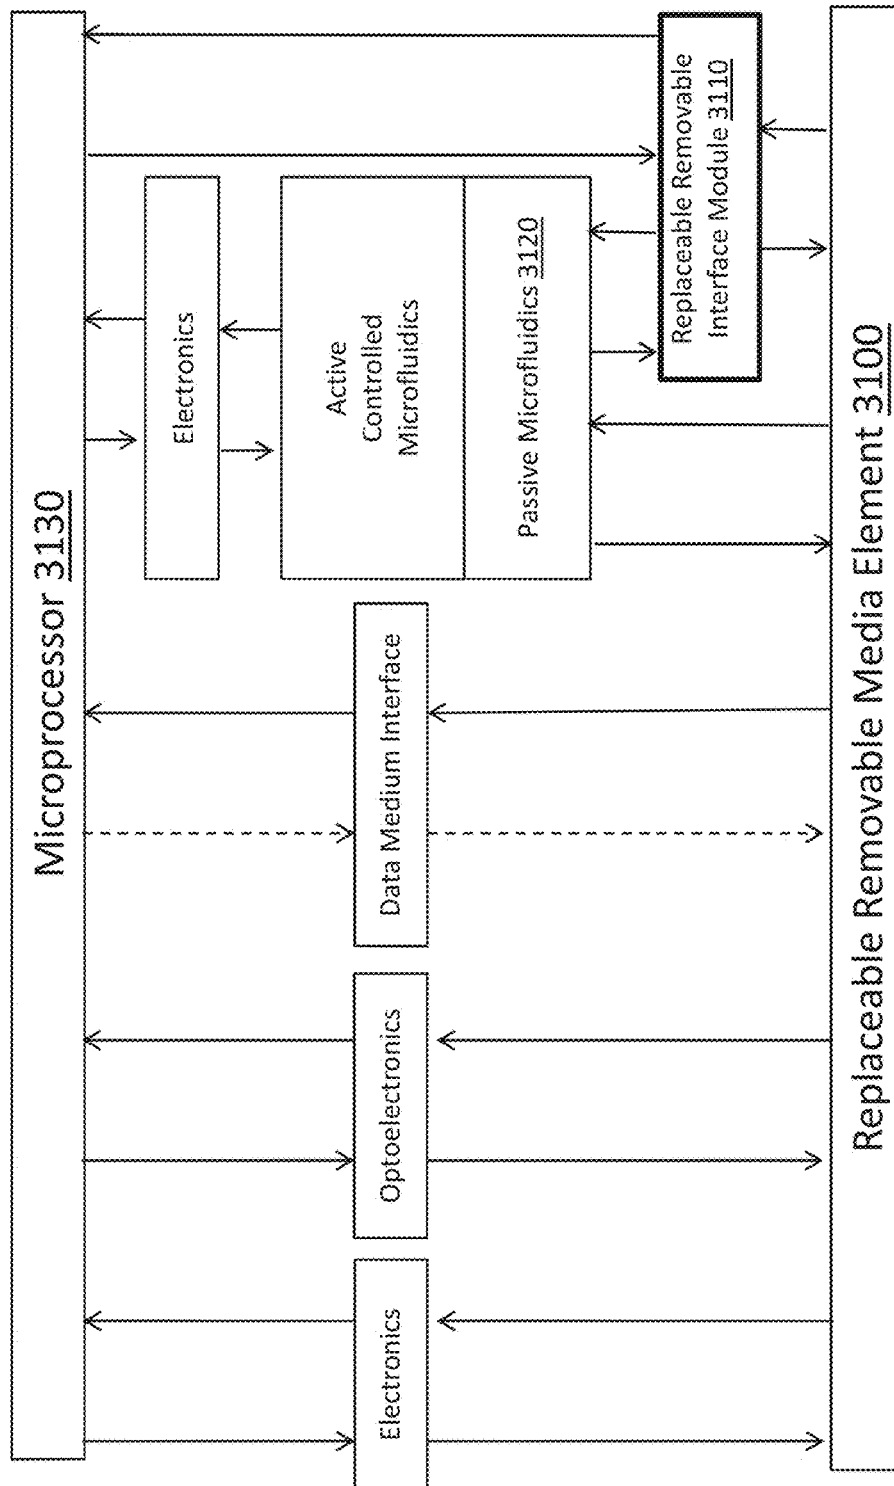 Microprocessor 3130
Electronics
Optoelectronics
Data Medium Interface
Electronics
Active
Controlled
Microfluidics
Passive Microfluidics 3120
Replaceable Removable
Interface Module 3110
Replaceable Removable Media Element 3100